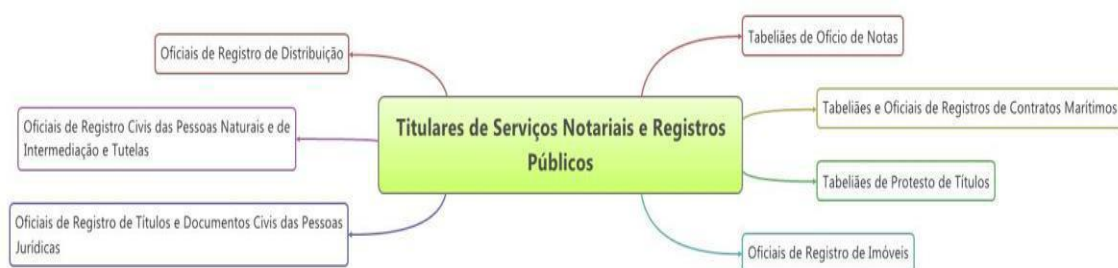 Oficiais de Registro de Distribuição
Oficiais de Registro Civis das Pessoas Naturais e de
Intermediação e Tutelas
Oficiais de Registro de Títulos e Documentos Civis das Pessoas
Jurídicas
Titulares de Serviços Notariais e Registros
Públicos
Tabeliães de Ofício de Notas
Tabeliães e Oficiais de Registros de Contratos Marítimos
Tabeliães de Protesto de Títulos
Oficiais de Registro de Imóveis